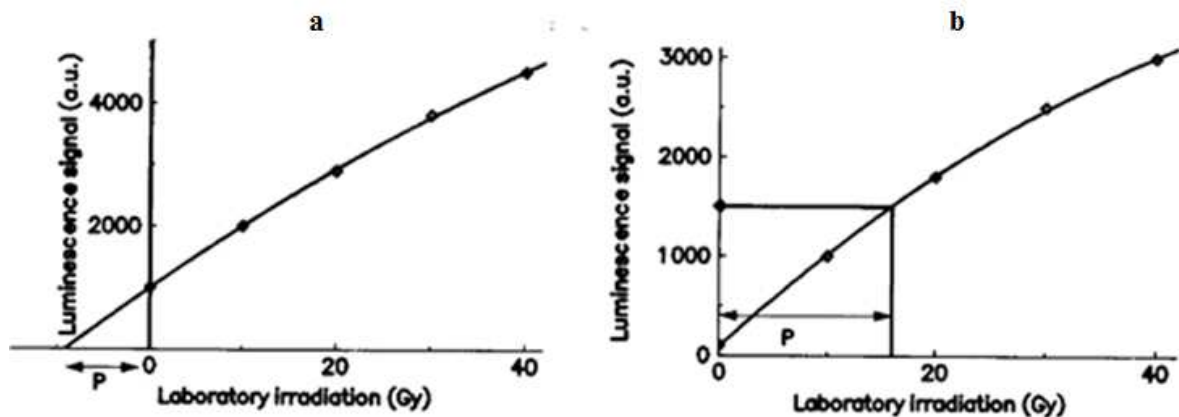 a
Luminescence signal (a.u.)
4000
2000
P
0
20
40
Laboratory irradiation (Gy)
b
Luminescence signal (a.u.)
3000
2000
1000
0
P
0
20
40
Laboratory irradiation (Gy)